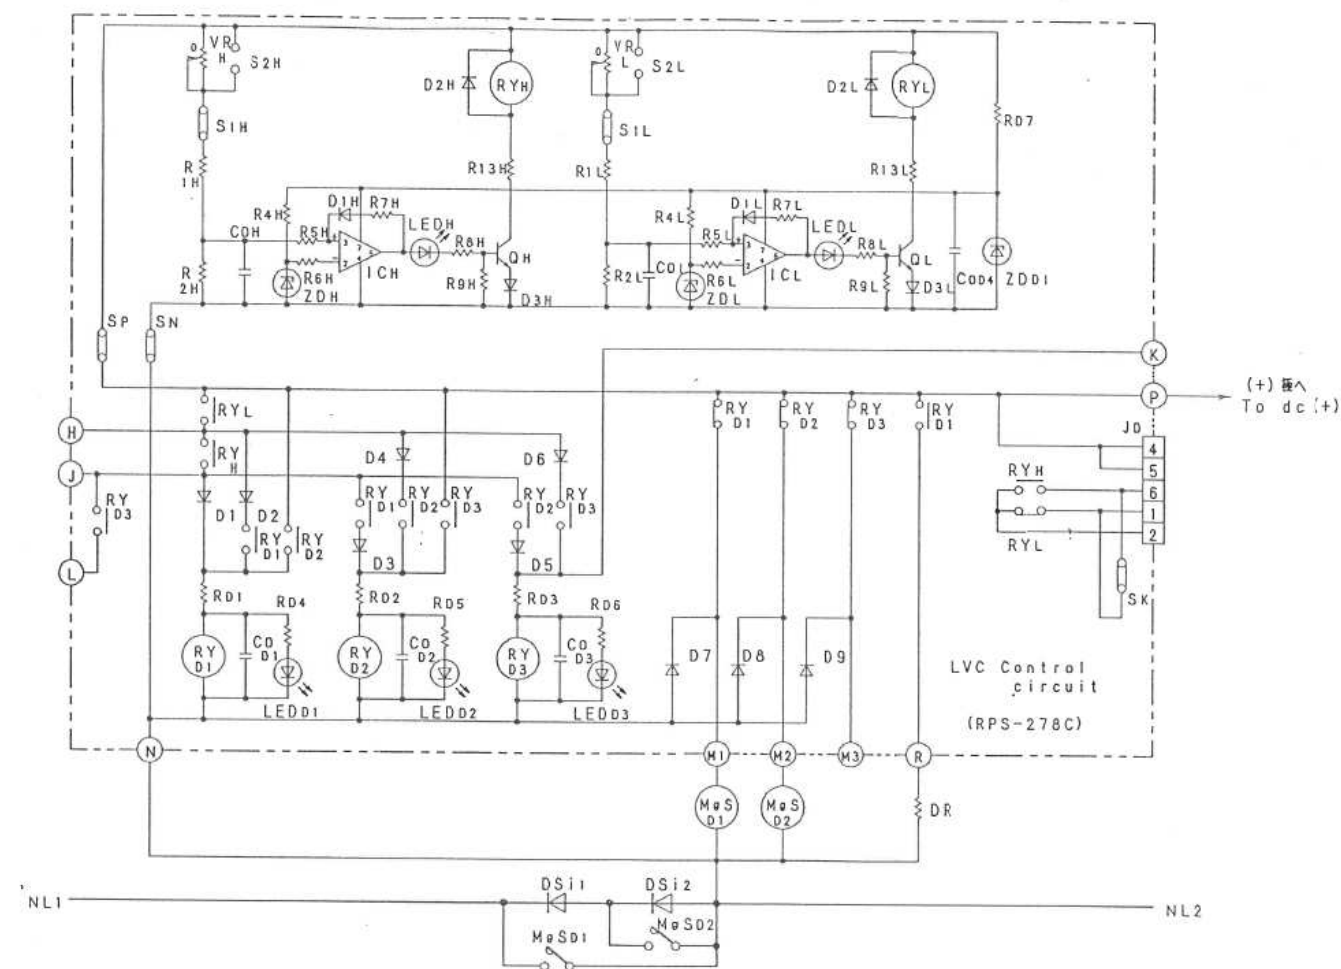 VR H
S2H
S1H
R 1H
R 2H
C0H
R4H
R5H
R6H
ZDH
D1H
R7H
LEDH
ICH
R8H
R9H
QH
D3H
D2H
RYH
R13H
VR L
S2L
S1L
R1L
R2L
C0L
R4L
R5L
R6L
ZDL
D1L
R7L
LEDL
ICL
R8L
R9L
QL
D3L
D2L
RYL
R13L
RD7
COD4
ZDD1
SP
SN
K
P
(+) 極へ
To dc (+)
JD
4
5
6
1
2
RYH
RYL
SK
H
J
L
RY D3
RYL
RYH
D1
D2
RY D1
RY D2
D4
RY D1
RY D2
RY D3
D3
D6
RY D2
RY D3
D5
RD1
RD4
RY D1
CO D1
LEDD1
RD2
RD5
RY D2
CO D2
LEDD2
RD3
RD6
RY D3
CO D3
LEDD3
RY D1
RY D2
RY D3
RY D1
D7
D8
D9
LVC Control
circuit
(RPS-278C)
N
M1
M2
M3
R
MgS D1
MgS D2
DR
NL1
DSi1
DSi2
MgSD1
MgSD2
NL2